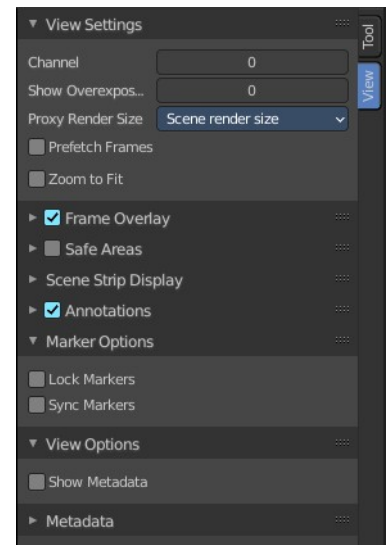 View Settings
Tool
View
Channel 0
Show Overexpos... 0
Proxy Render Size Scene render size
Prefetch Frames
Zoom to Fit
Frame Overlay
Safe Areas
Scene Strip Display
Annotations
Marker Options
Lock Markers
Sync Markers
View Options
Show Metadata
Metadata